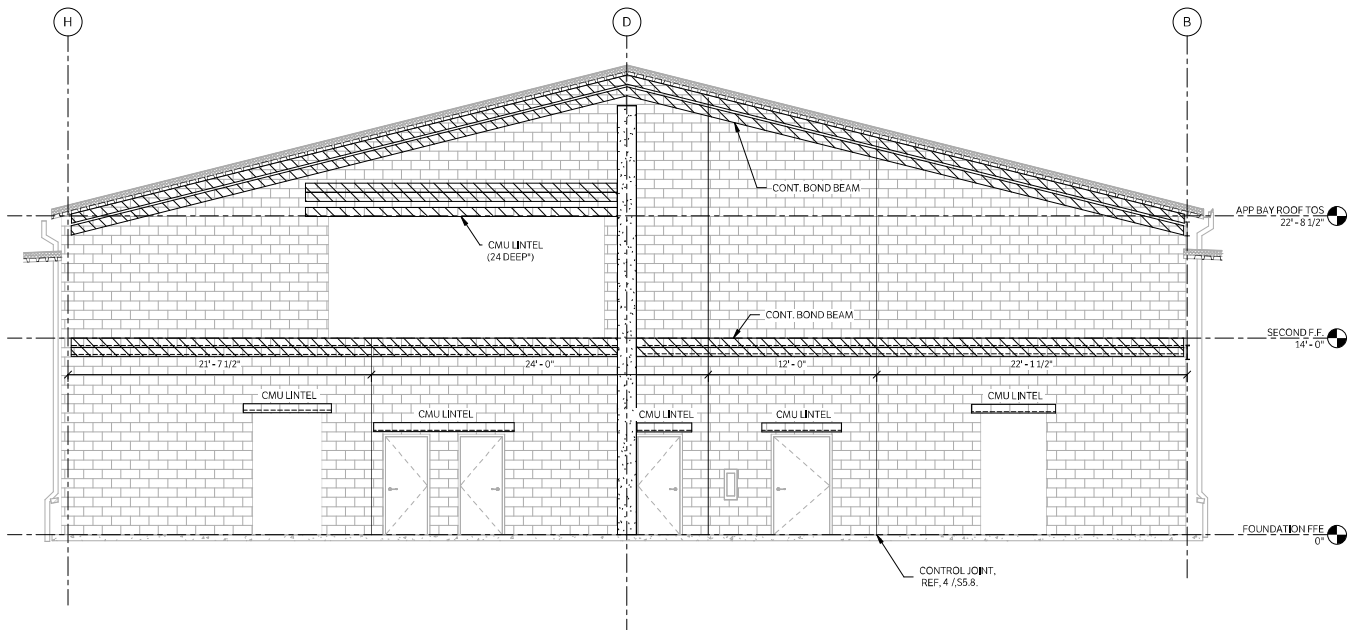 H
D
B
CONT. BOND BEAM
APP BAY ROOF TOS
22' - 8 1/2"
CMU LINTEL
(24 DEEP")
CONT. BOND BEAM
SECOND F.F.
14' - 0"
21' - 7 1/2"
24' - 0"
12' - 0"
22' - 1 1/2"
CMU LINTEL
CMU LINTEL
CMU LINTEL
CMU LINTEL
CMU LINTEL
FOUNDATION FFE
0"
CONTROL JOINT,
REF, 4 /,S5.8.